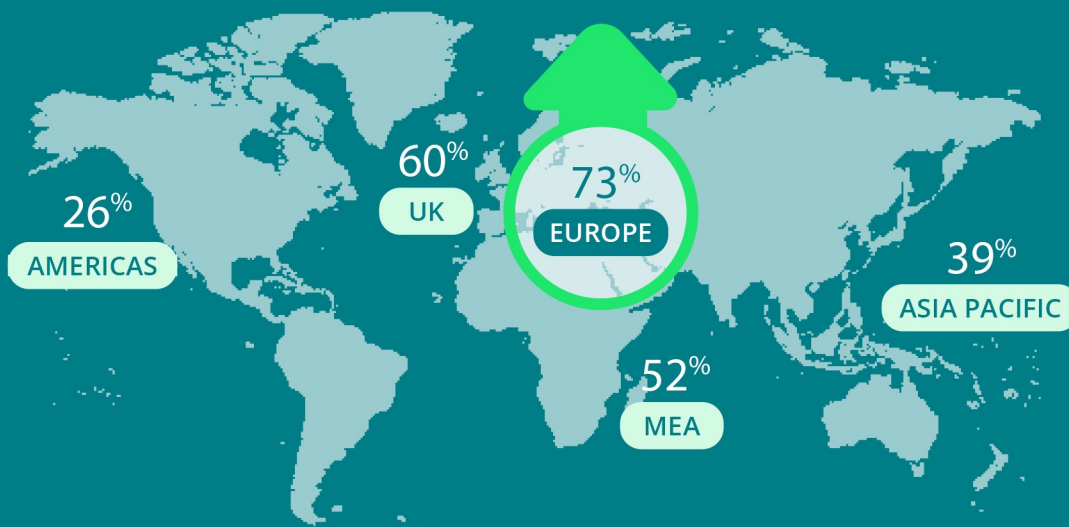 60%
UK
73%
EUROPE
26%
AMERICAS
39%
ASIA PACIFIC
52%
MEA